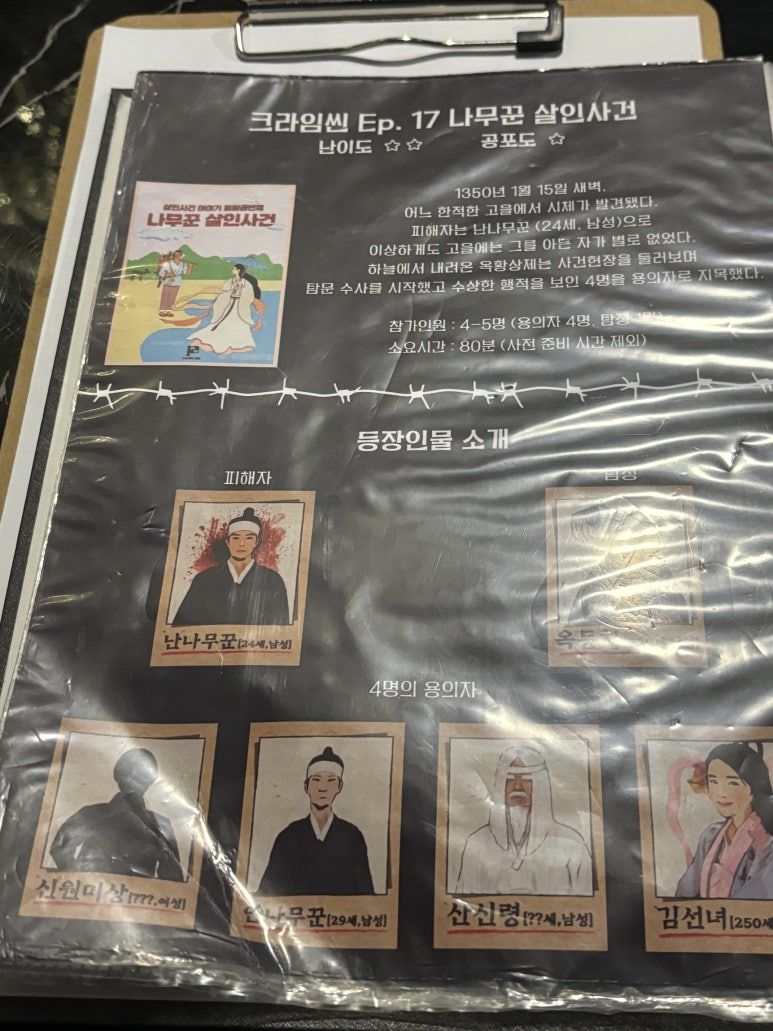 크라임씬 Ep. 17 나무꾼 살인사건
난이도 ☆☆ 공포도 ☆
살인사건 이야기
나무꾼 살인사건
1350년 1월 15일 새벽.
어느 한적한 고을에서 시체가 발견됐다.
피해자는 난나무꾼 (24세, 남성)으로
이상하게도 고을에는 그를 아는 자가 별로 없었다.
하늘에서 내려온 옥황상제는 사건현장을 둘러보며
탐문 수사를 시작했고 수상한 행적을 보인 4명을 용의자로 지목했다.
참가인원 : 4-5명 (용의자 4명, 탐정
소요시간 : 80분 (사전 준비 시간 제외)
등장인물 소개
피해자
난나무꾼[24세,남성]
4명의 용의자
신원미상[???,여성]
나무꾼[29세,남성]
산신령[??세,남성]
김선녀[250세